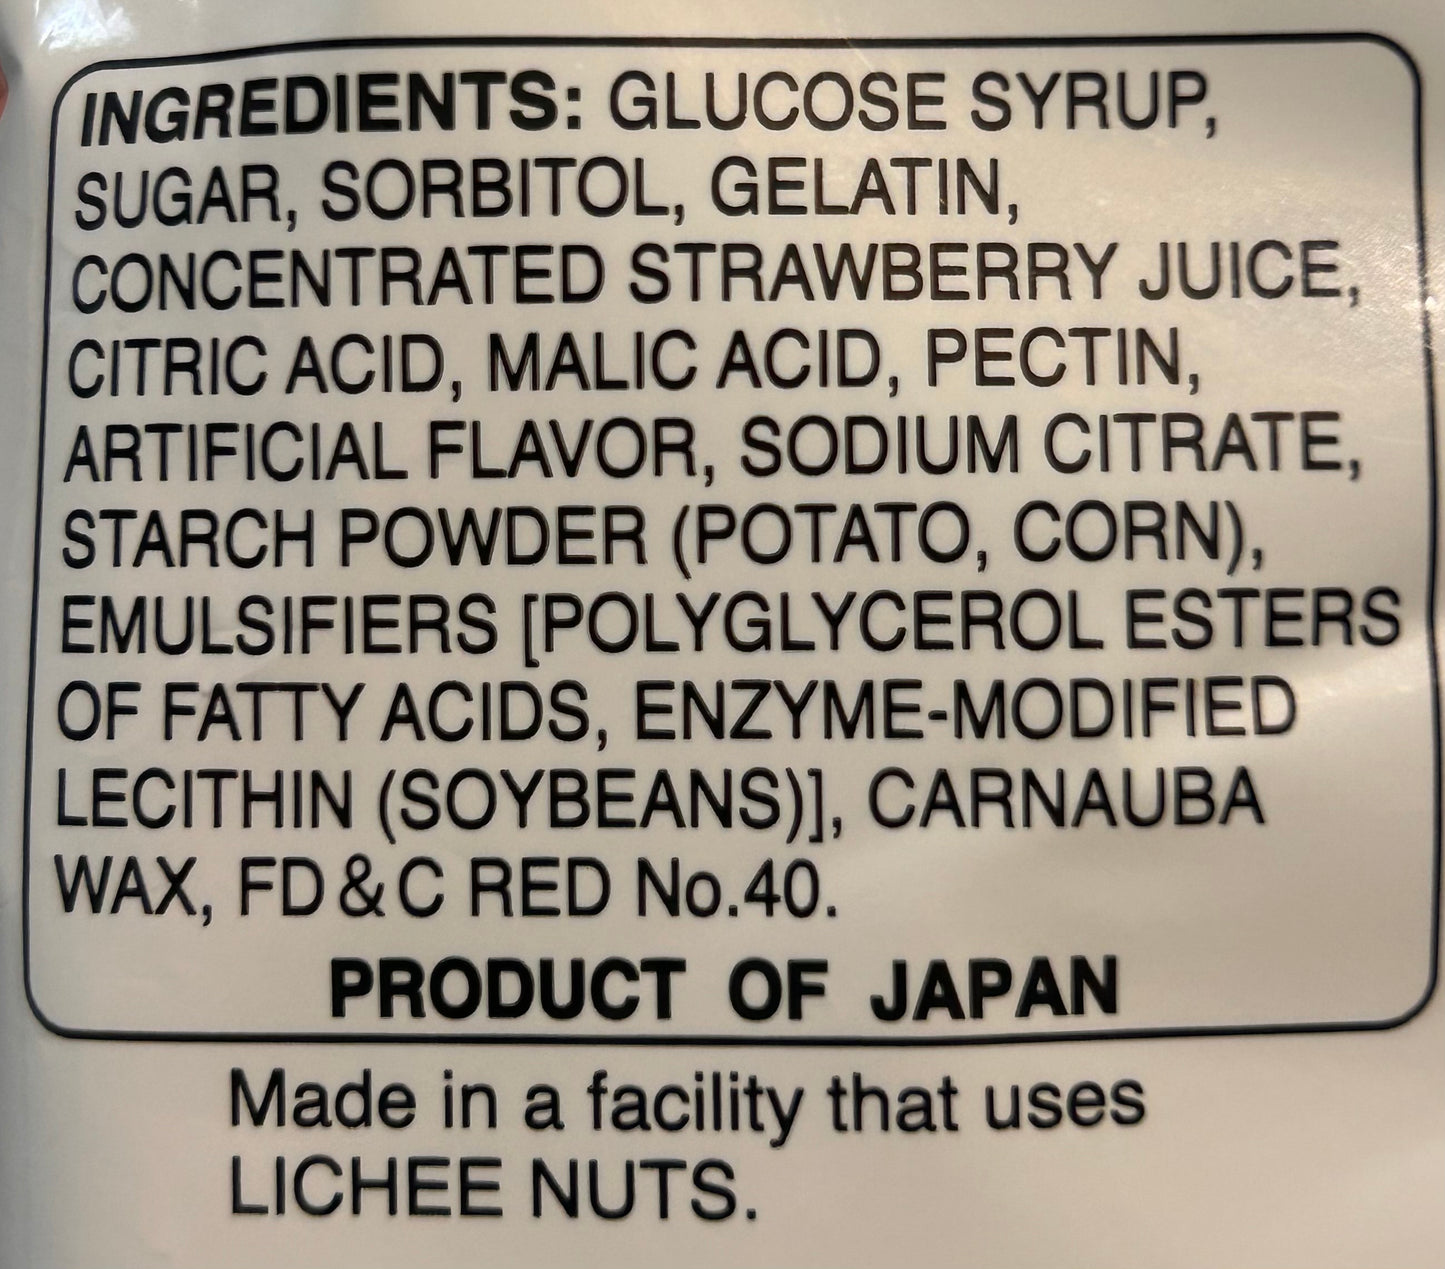 INGREDIENTS: GLUCOSE SYRUP,
SUGAR, SORBITOL, GELATIN,
CONCENTRATED STRAWBERRY JUICE,
CITRIC ACID, MALIC ACID, PECTIN,
ARTIFICIAL FLAVOR, SODIUM CITRATE,
STARCH POWDER (POTATO, CORN),
EMULSIFIERS [POLYGLYCEROL ESTERS
OF FATTY ACIDS, ENZYME-MODIFIED
LECITHIN (SOYBEANS)], CARNAUBA
WAX, FD & C RED No.40.
PRODUCT OF JAPAN
Made in a facility that uses
LICHEE NUTS.